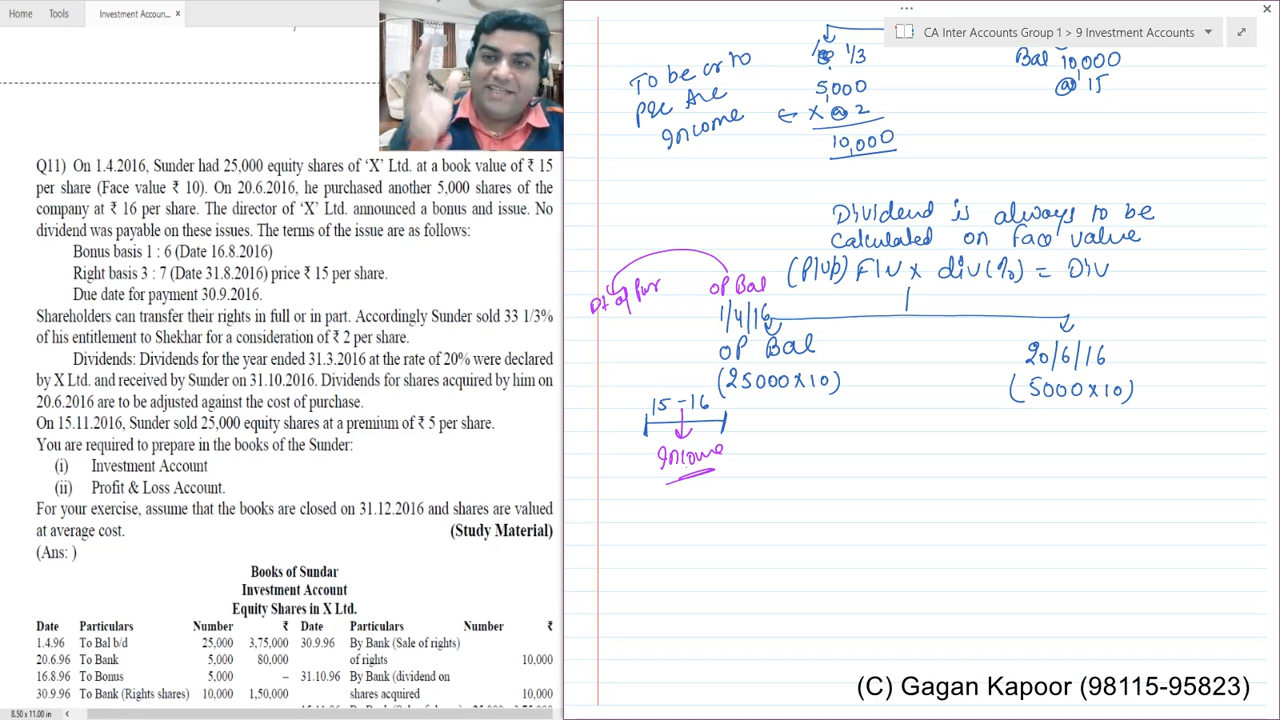 Home Tools Investment Accoun... ×
CA Inter Accounts Group 1 > 9 Investment Accounts
Q11) On 1.4.2016, Sunder had 25,000 equity shares of ‘X’ Ltd. at a book value of ₹ 15
per share (Face value ₹ 10). On 20.6.2016, he purchased another 5,000 shares of the
company at ₹ 16 per share. The director of ‘X’ Ltd. announced a bonus and issue. No
dividend was payable on these issues. The terms of the issue are as follows:
Bonus basis 1 : 6 (Date 16.8.2016)
Right basis 3 : 7 (Date 31.8.2016) price ₹ 15 per share.
Due date for payment 30.9.2016.
Shareholders can transfer their rights in full or in part. Accordingly Sunder sold 33 1/3%
of his entitlement to Shekhar for a consideration of ₹ 2 per share.
Dividends: Dividends for the year ended 31.3.2016 at the rate of 20% were declared
by X Ltd. and received by Sunder on 31.10.2016. Dividends for shares acquired by him on
20.6.2016 are to be adjusted against the cost of purchase.
On 15.11.2016, Sunder sold 25,000 equity shares at a premium of ₹ 5 per share.
You are required to prepare in the books of the Sunder:
(i) Investment Account
(ii) Profit & Loss Account.
For your exercise, assume that the books are closed on 31.12.2016 and shares are valued
at average cost. (Study Material)
(Ans: )
Books of Sundar
Investment Account
Equity Shares in X Ltd.
Date Particulars Number ₹ Date Particulars Number ₹
1.4.96 To Bal b/d 25,000 3,75,000 30.9.96 By Bank (Sale of rights)
20.6.96 To Bank 5,000 80,000 of rights) 10,000
16.8.96 To Bonus 5,000 – 31.10.96 By Bank (dividend on
30.9.96 To Bank (Rights shares) 10,000 1,50,000 shares acquired 10,000
8.50 x 11.00 in
1/3
5,000
x @ 2
10,000
To be cr to
P&L A/c
Income
Bal 10,000
@ 15
Dividend is always to be
calculated on face value
(P/up) F/V x div (%) = Div
Dt of Pur
OP Bal
1/4/16
OP Bal
(25000x10)
20/6/16
(5000x10)
15-16
Income
(C) Gagan Kapoor (98115-95823)